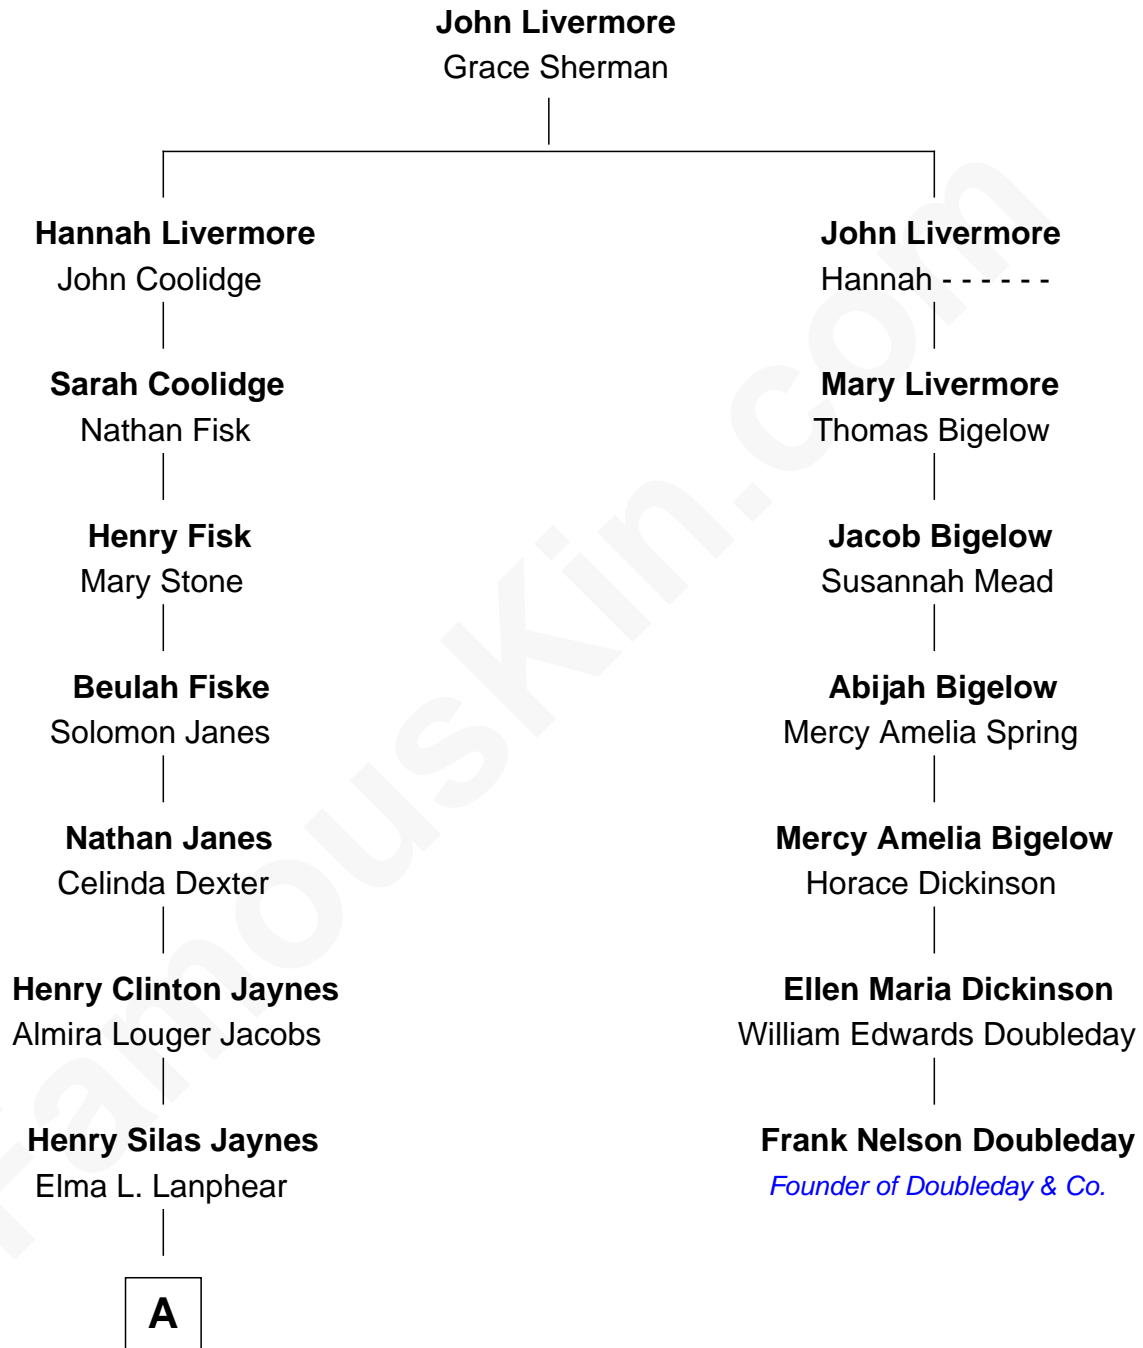 John Livermore
Grace Sherman
Hannah Livermore
John Coolidge
John Livermore
Hannah - - - - - -
Sarah Coolidge
Nathan Fisk
Mary Livermore
Thomas Bigelow
Henry Fisk
Mary Stone
Jacob Bigelow
Susannah Mead
Beulah Fiske
Solomon Janes
Abijah Bigelow
Mercy Amelia Spring
Nathan Janes
Celinda Dexter
Mercy Amelia Bigelow
Horace Dickinson
Henry Clinton Jaynes
Almira Louger Jacobs
Ellen Maria Dickinson
William Edwards Doubleday
Henry Silas Jaynes
Elma L. Lanphear
Frank Nelson Doubleday
Founder of Doubleday & Co.
A
FamousKin.com